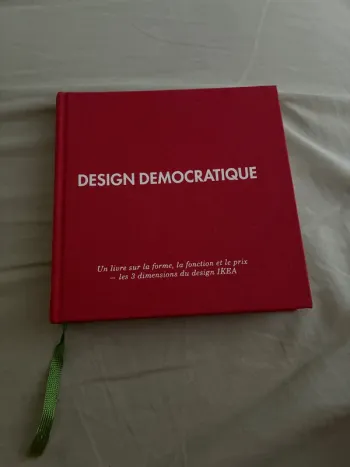 DESIGN DEMOCRATIQUE
Un livre sur la forme, la fonction et le prix
– les 3 dimensions du design IKEA